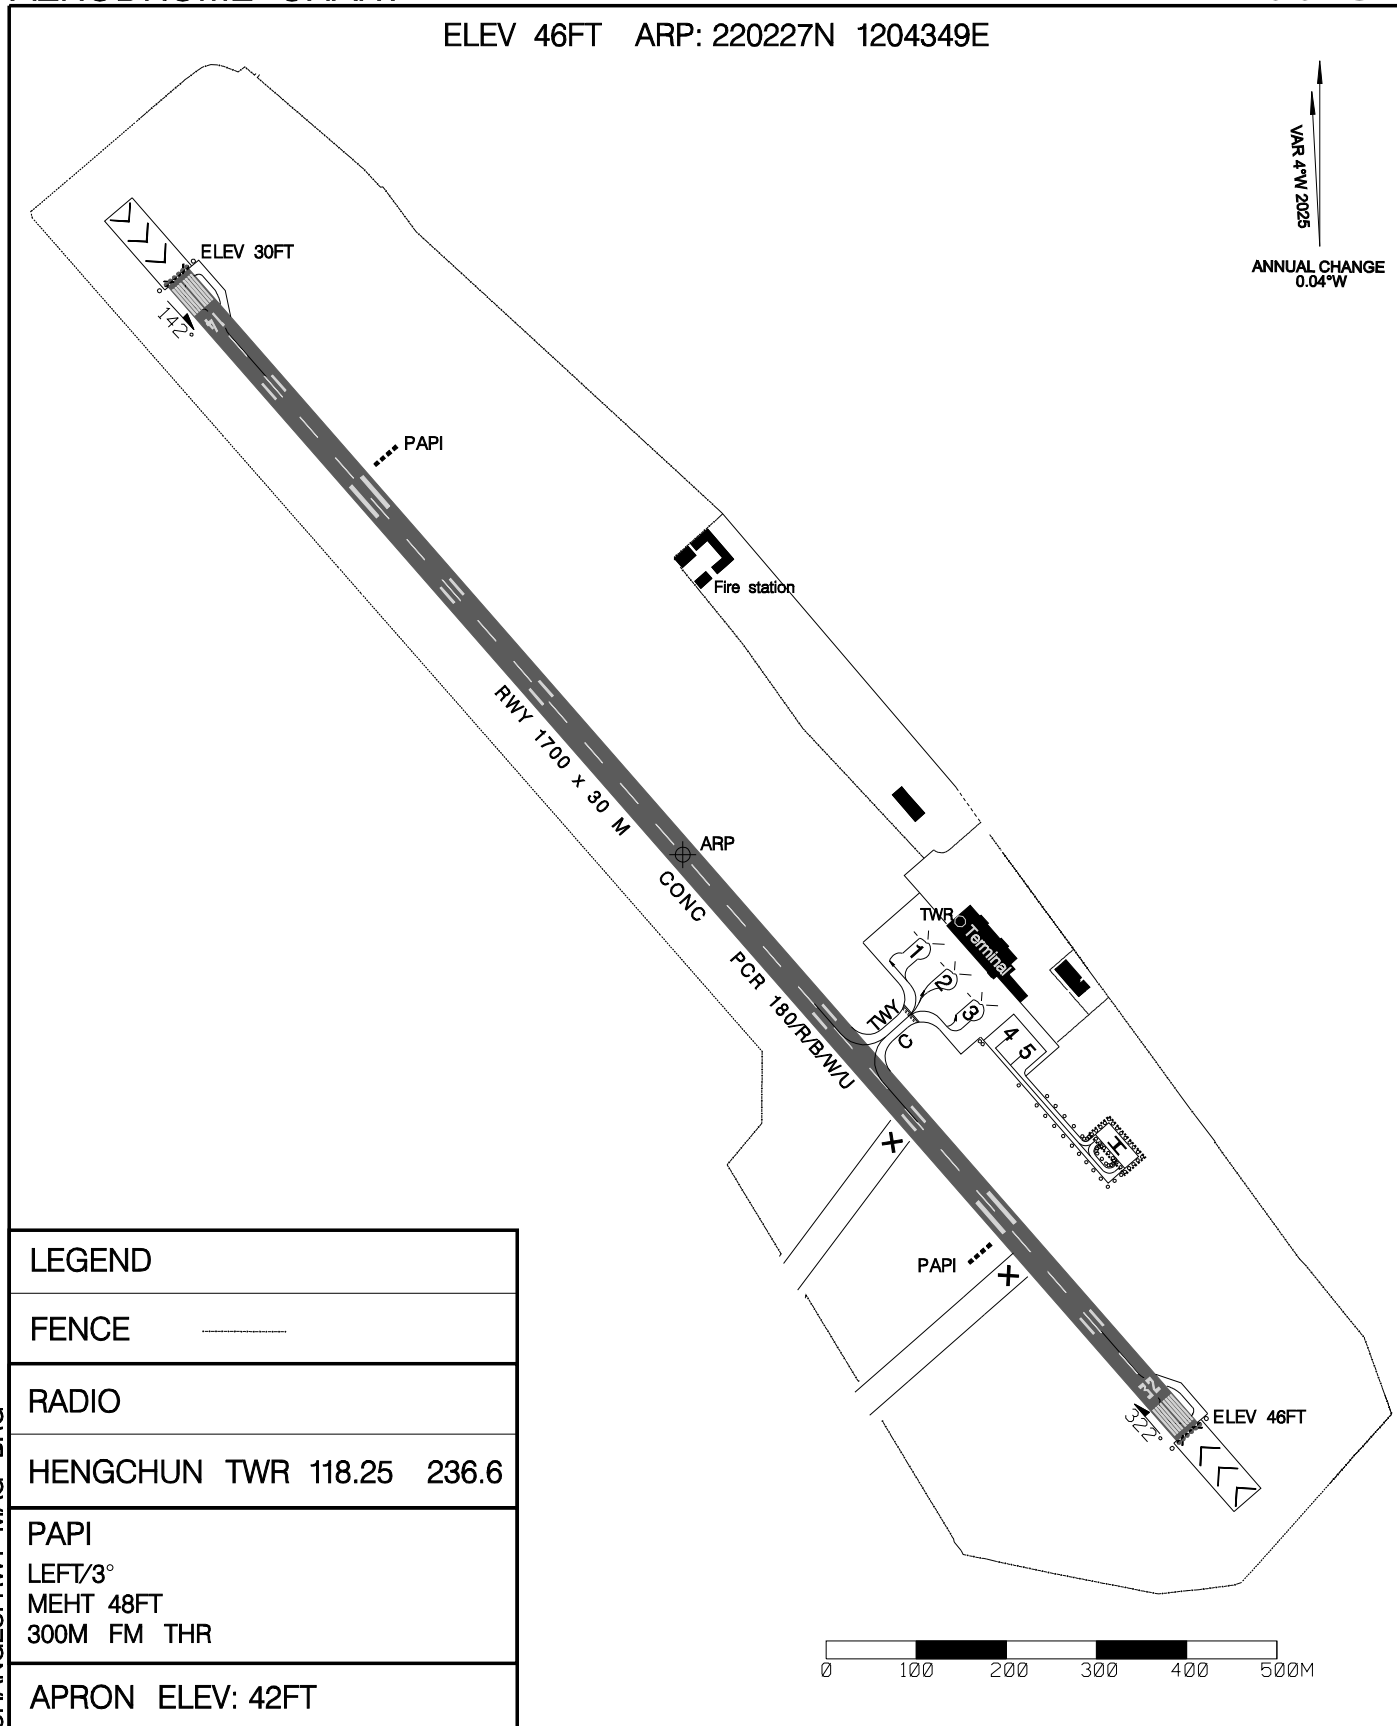 ELEV 46FT ARP: 220227N 1204349E
VAR 4°W 2025
ANNUAL CHANGE
0.04°W
ELEV 30FT
142°
14
PAPI
Fire station
RWY 1700 x 30 M
ARP
CONC
PCR 180/R/B/W/U
TWR
Terminal
1
2
3
TWY
C
4
5
H
X
PAPI
X
32
322°
ELEV 46FT
LEGEND
FENCE
RADIO
HENGCHUN TWR 118.25 236.6
PAPI
LEFT/3°
MEHT 48FT
300M FM THR
APRON ELEV: 42FT
0 100 200 300 400 500M